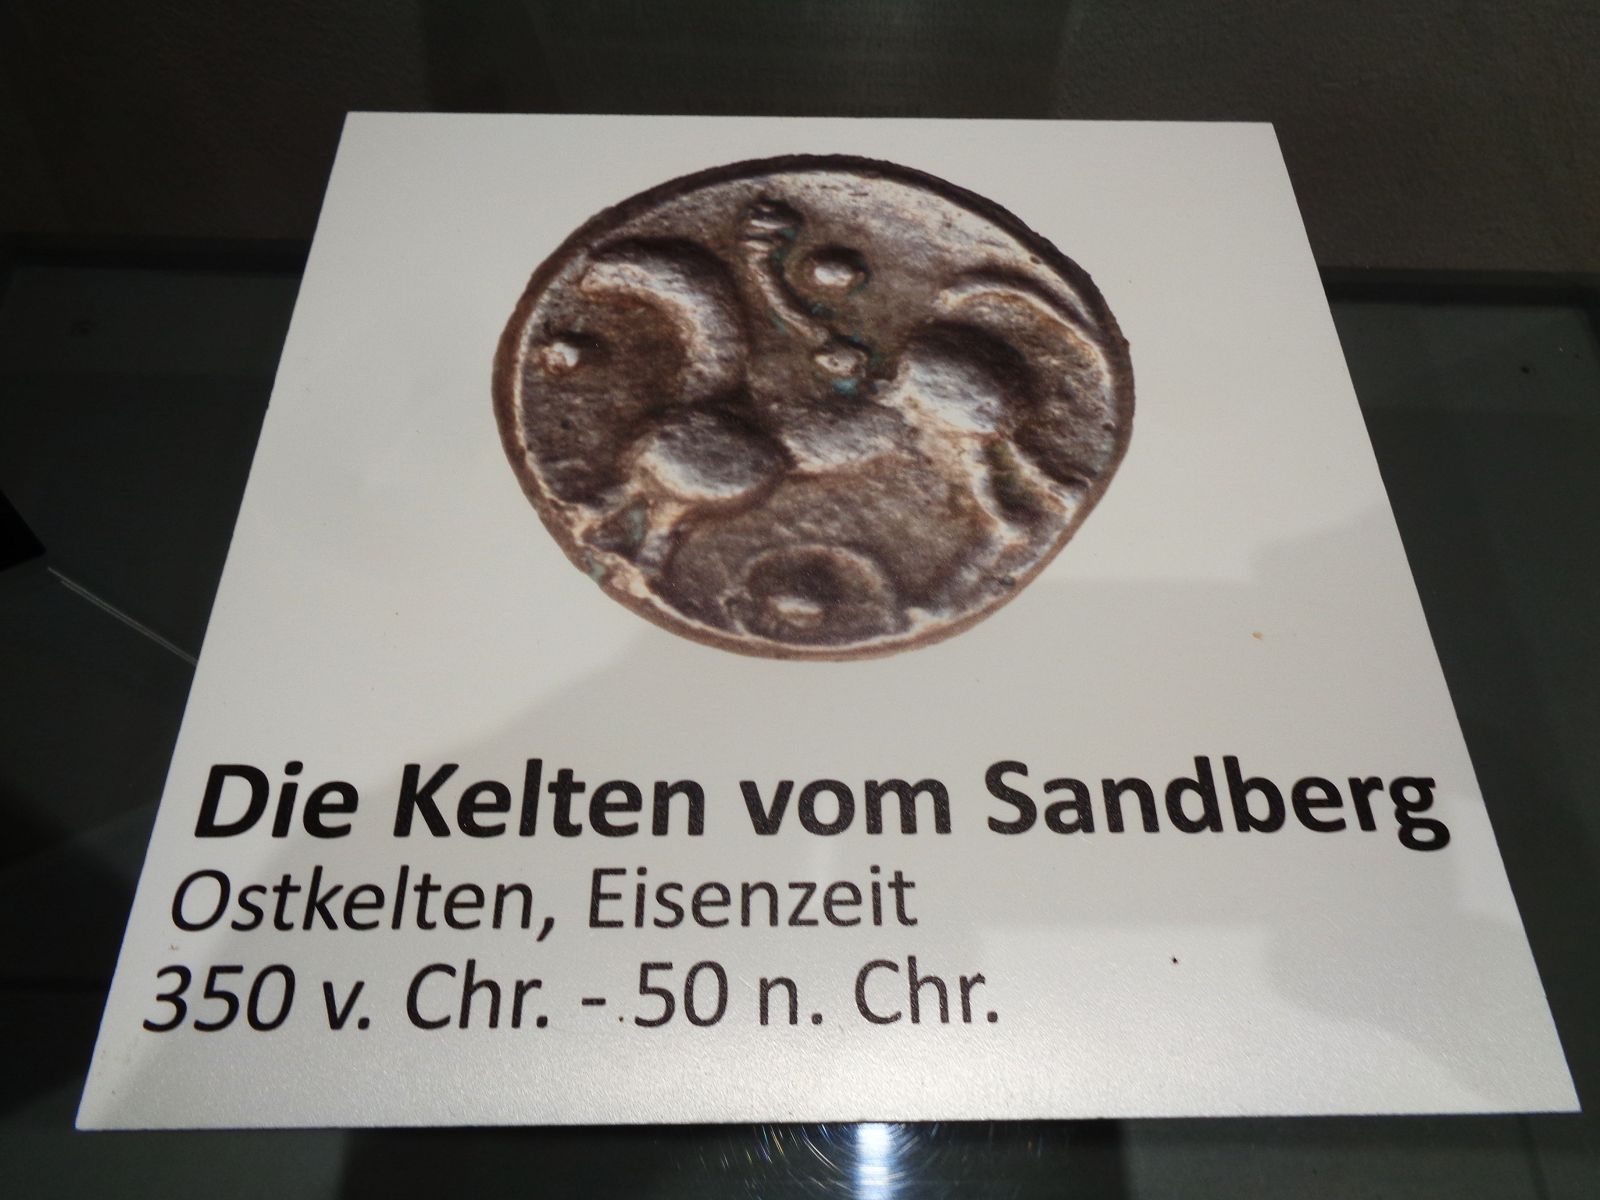 Die Kelten vom Sandberg
Ostkelten, Eisenzeit
350 v. Chr. - 50 n. Chr.